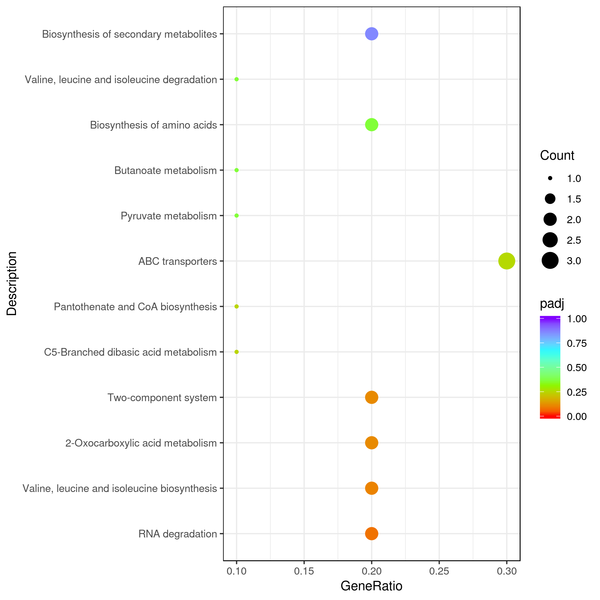 Biosynthesis of secondary metabolites
Valine, leucine and isoleucine degradation
Biosynthesis of amino acids
Butanoate metabolism
Pyruvate metabolism
ABC transporters
Pantothenate and CoA biosynthesis
C5-Branched dibasic acid metabolism
Two-component system
2-Oxocarboxylic acid metabolism
Valine, leucine and isoleucine biosynthesis
RNA degradation
Description
0.10 0.15 0.20 0.25 0.30
GeneRatio
Count
1.0
1.5
2.0
2.5
3.0
padj
1.00
0.75
0.50
0.25
0.00